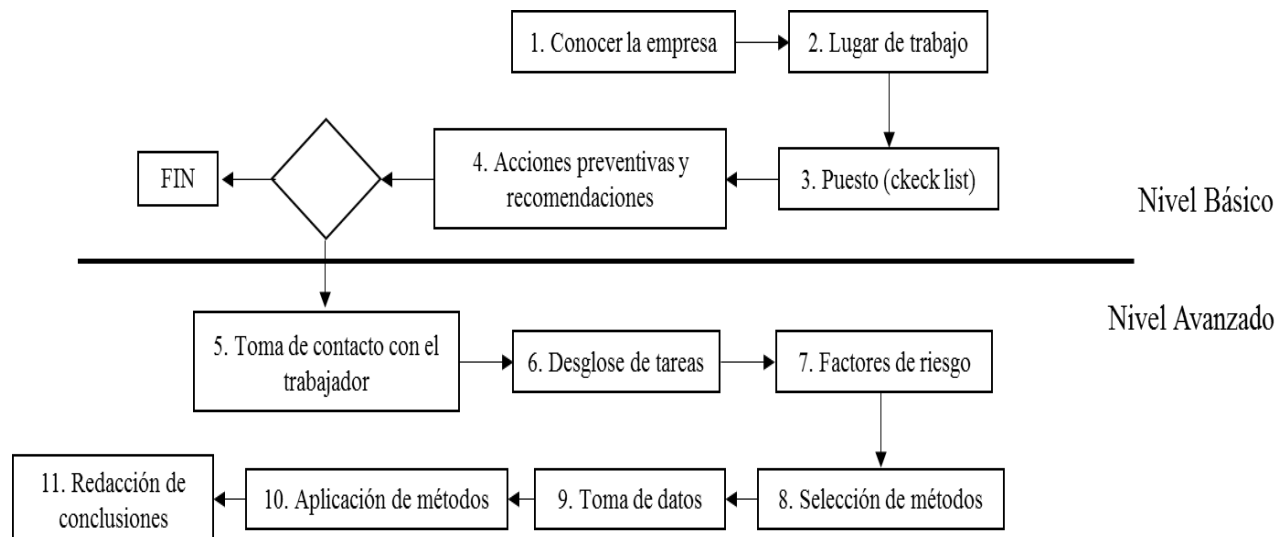 1. Conocer la empresa
2. Lugar de trabajo
FIN
4. Acciones preventivas y
recomendaciones
3. Puesto (ckeck list)
Nivel Básico
Nivel Avanzado
5. Toma de contacto con el
trabajador
6. Desglose de tareas
7. Factores de riesgo
11. Redacción de
conclusiones
10. Aplicación de métodos
9. Toma de datos
8. Selección de métodos